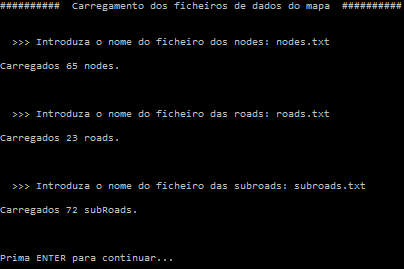 ########## Carregamento dos ficheiros de dados do mapa ##########
>>> Introduza o nome do ficheiro dos nodes: nodes.txt
Carregados 65 nodes.
>>> Introduza o nome do ficheiro das roads: roads.txt
Carregados 23 roads.
>>> Introduza o nome do ficheiro das subroads: subroads.txt
Carregados 72 subRoads.
Prima ENTER para continuar...